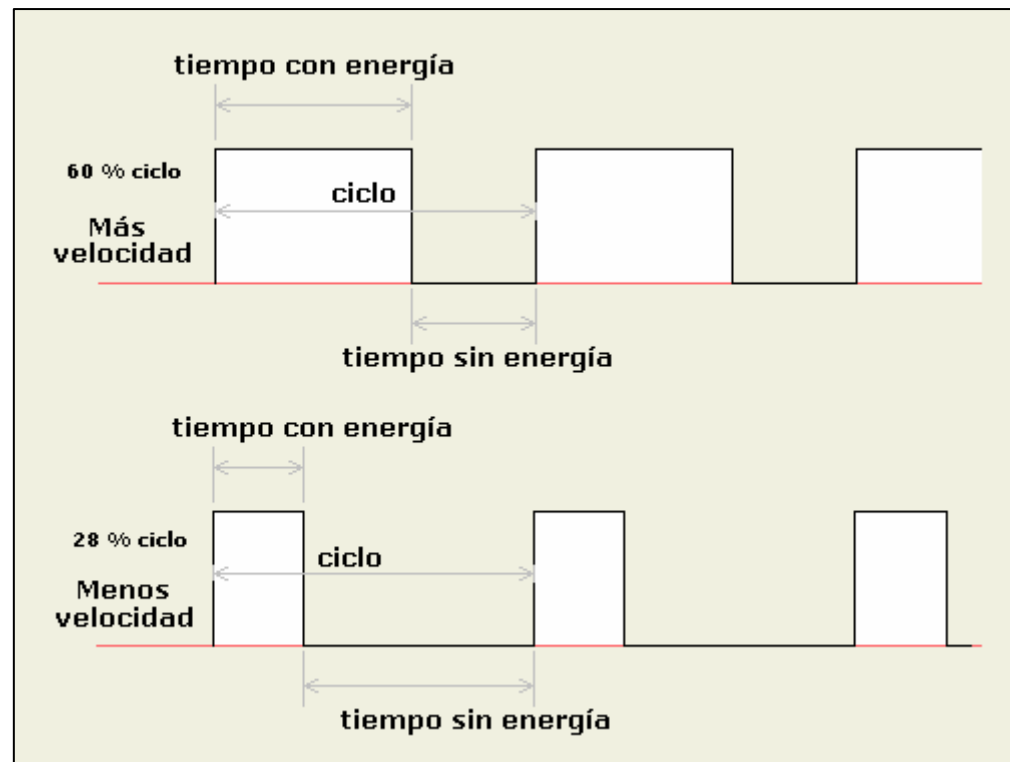 tiempo con energía
60 % ciclo
ciclo
Más
velocidad
tiempo sin energía
tiempo con energía
28 % ciclo
ciclo
Menos
velocidad
tiempo sin energía